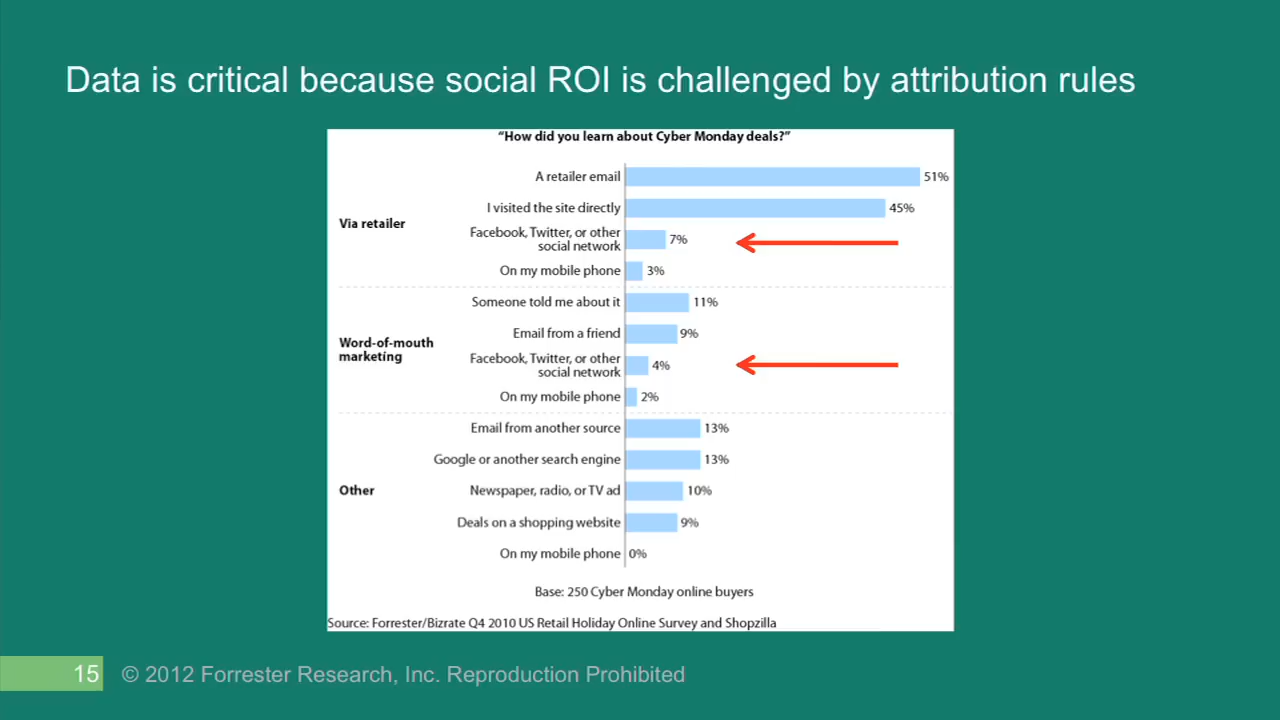 Data is critical because social ROI is challenged by attribution rules
“How did you learn about Cyber Monday deals?”
Via retailer
A retailer email 51%
I visited the site directly 45%
Facebook, Twitter, or other
social network 7%
On my mobile phone 3%
Word-of-mouth
marketing
Someone told me about it 11%
Email from a friend 9%
Facebook, Twitter, or other
social network 4%
On my mobile phone 2%
Other
Email from another source 13%
Google or another search engine 13%
Newspaper, radio, or TV ad 10%
Deals on a shopping website 9%
On my mobile phone 0%
Base: 250 Cyber Monday online buyers
Source: Forrester/Bizrate Q4 2010 US Retail Holiday Online Survey and Shopzilla
15 © 2012 Forrester Research, Inc. Reproduction Prohibited